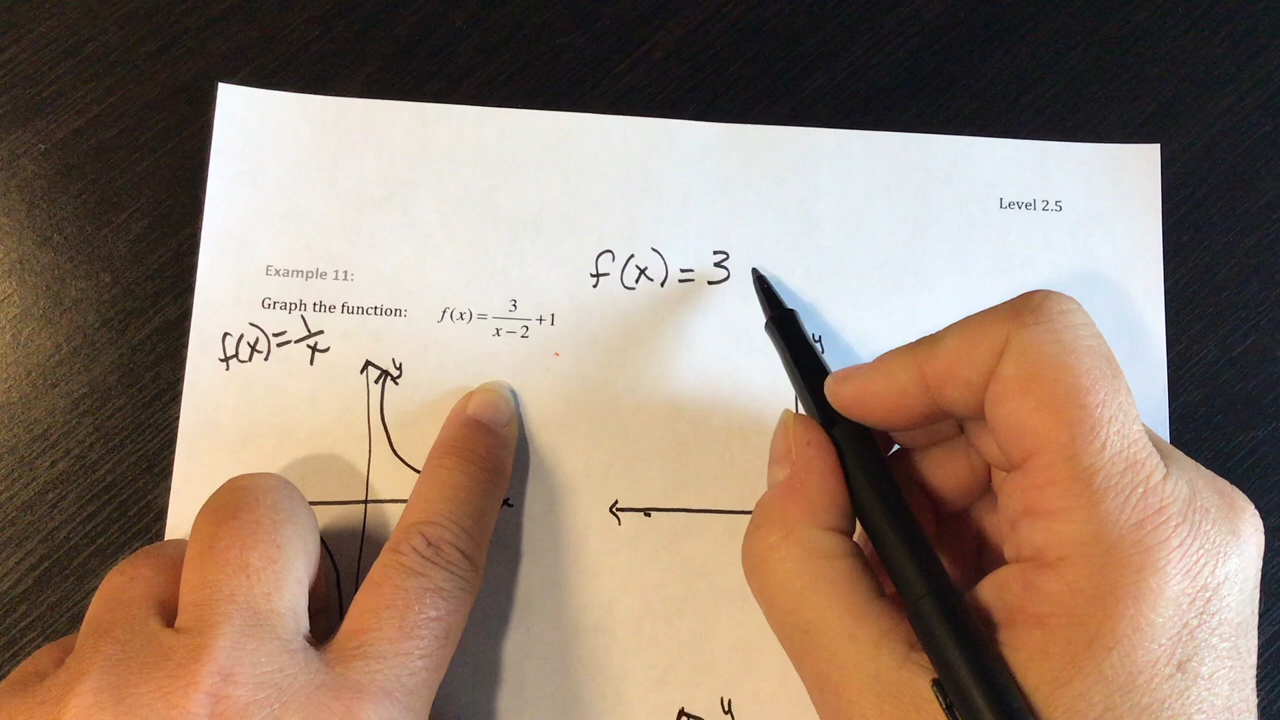 Level 2.5
f(x) = 3
Example 11:
Graph the function: f(x) = 3/(x−2) + 1
f(x) = 1/x
y
y
x
y